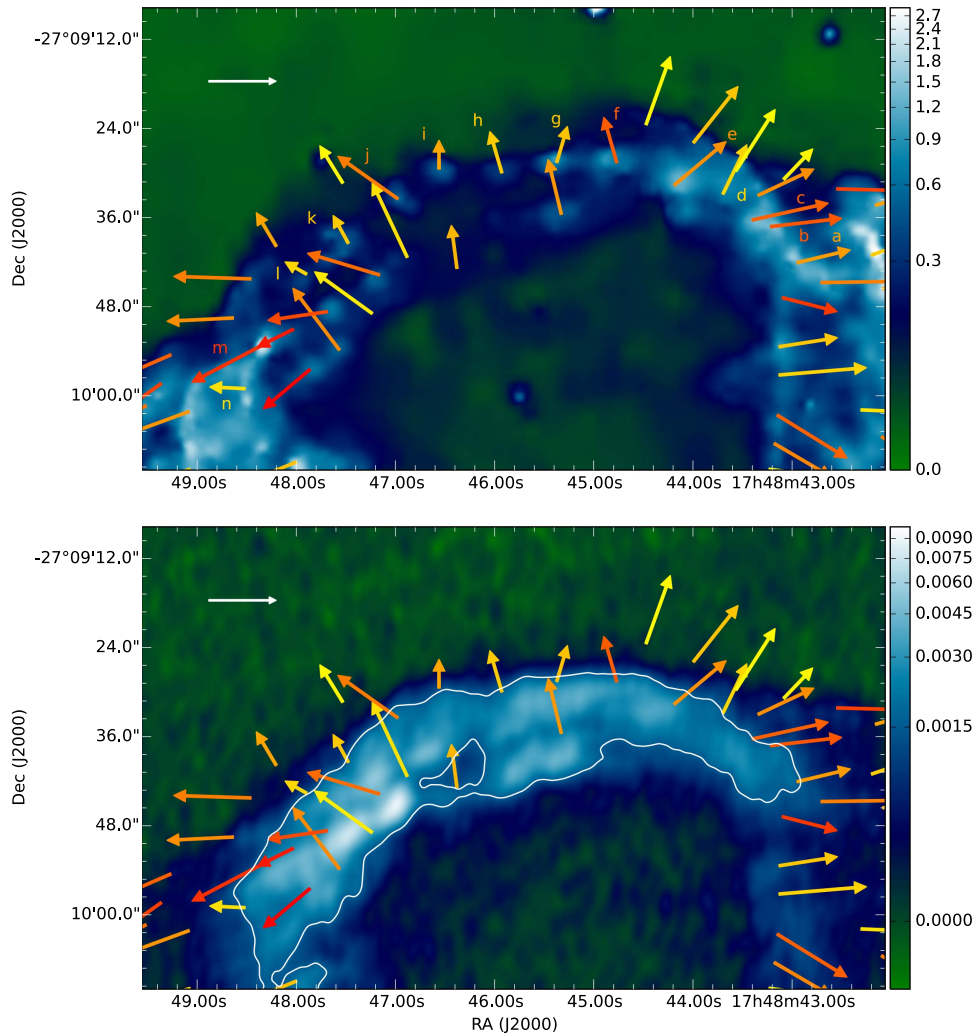 2.7
-27°09'12.0"
2.4
2.1
1.8
1.5
1.2
24.0"
i
h
g
f
e
0.9
j
0.6
d
36.0"
k
c
b
a
Dec (J2000)
l
0.3
48.0"
m
n
10'00.0"
0.0
49.00s 48.00s 47.00s 46.00s 45.00s 44.00s 17h48m43.00s
-27°09'12.0"
0.0090
0.0075
0.0060
0.0045
24.0"
0.0030
36.0"
0.0015
Dec (J2000)
48.0"
10'00.0"
0.0000
49.00s 48.00s 47.00s 46.00s 45.00s 44.00s 17h48m43.00s
RA (J2000)